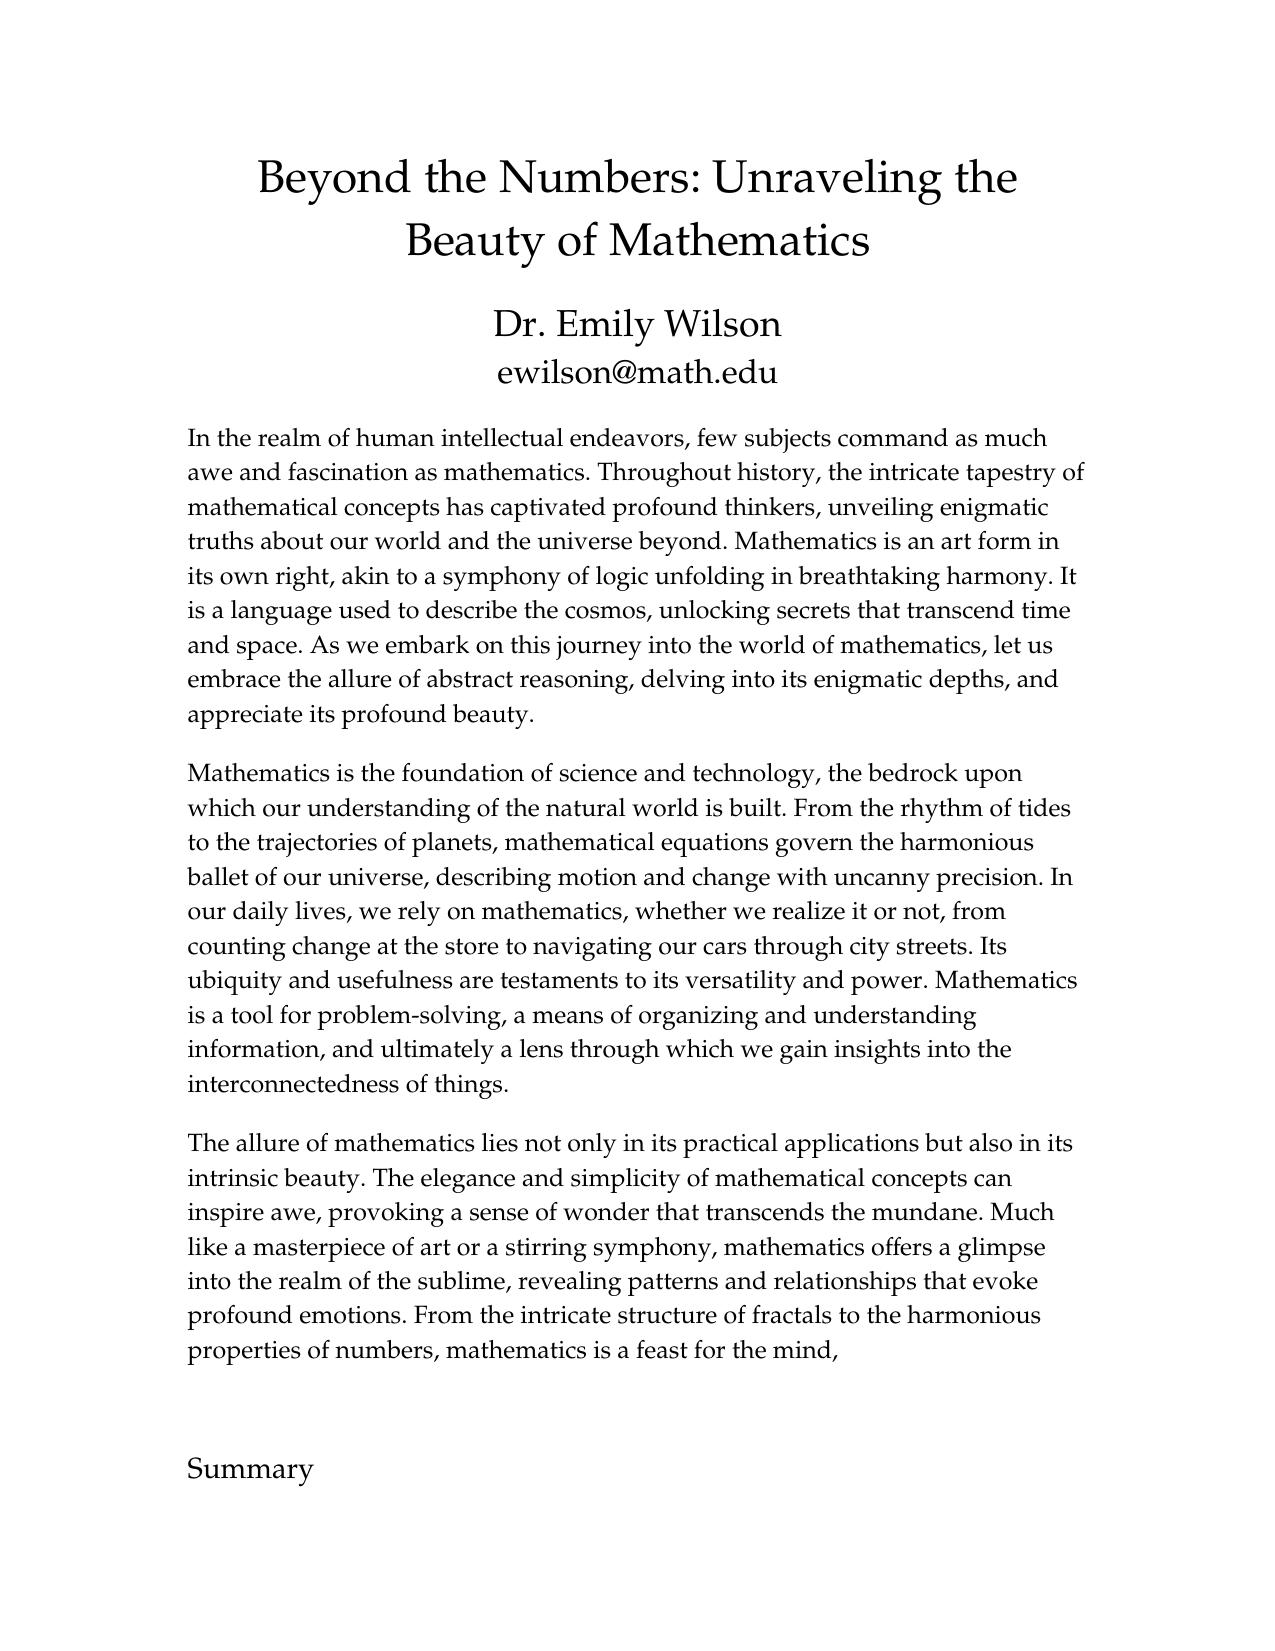 Beyond the Numbers: Unraveling the
Beauty of Mathematics
Dr. Emily Wilson
ewilson@math.edu
In the realm of human intellectual endeavors, few subjects command as much
awe and fascination as mathematics. Throughout history, the intricate tapestry of
mathematical concepts has captivated profound thinkers, unveiling enigmatic
truths about our world and the universe beyond. Mathematics is an art form in
its own right, akin to a symphony of logic unfolding in breathtaking harmony. It
is a language used to describe the cosmos, unlocking secrets that transcend time
and space. As we embark on this journey into the world of mathematics, let us
embrace the allure of abstract reasoning, delving into its enigmatic depths, and
appreciate its profound beauty.
Mathematics is the foundation of science and technology, the bedrock upon
which our understanding of the natural world is built. From the rhythm of tides
to the trajectories of planets, mathematical equations govern the harmonious
ballet of our universe, describing motion and change with uncanny precision. In
our daily lives, we rely on mathematics, whether we realize it or not, from
counting change at the store to navigating our cars through city streets. Its
ubiquity and usefulness are testaments to its versatility and power. Mathematics
is a tool for problem-solving, a means of organizing and understanding
information, and ultimately a lens through which we gain insights into the
interconnectedness of things.
The allure of mathematics lies not only in its practical applications but also in its
intrinsic beauty. The elegance and simplicity of mathematical concepts can
inspire awe, provoking a sense of wonder that transcends the mundane. Much
like a masterpiece of art or a stirring symphony, mathematics offers a glimpse
into the realm of the sublime, revealing patterns and relationships that evoke
profound emotions. From the intricate structure of fractals to the harmonious
properties of numbers, mathematics is a feast for the mind,
Summary